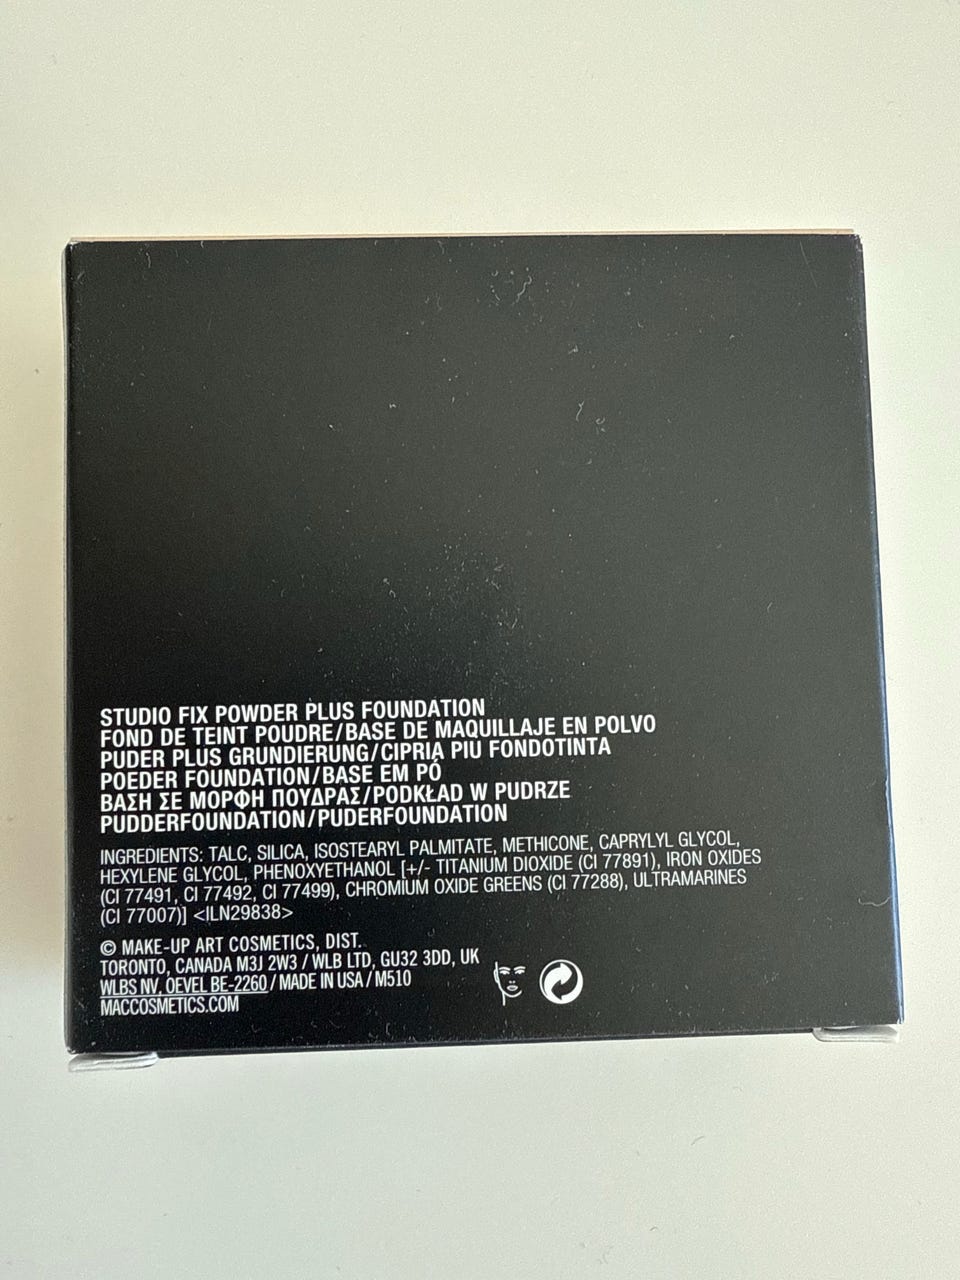 STUDIO FIX POWDER PLUS FOUNDATION
FOND DE TEINT POUDRE/BASE DE MAQUILLAJE EN POLVO
PUDER PLUS GRUNDIERUNG/CIPRIA PIU FONDOTINTA
POEDER FOUNDATION/BASE EM PÓ
ΒΑΣΗ ΣΕ ΜΟΡΦΗ ΠΟΥΔΡΑΣ/PODKŁAD W PUDRZE
PUDDERFOUNDATION/PUDERFOUNDATION
INGREDIENTS: TALC, SILICA, ISOSTEARYL PALMITATE, METHICONE, CAPRYLYL GLYCOL,
HEXYLENE GLYCOL, PHENOXYETHANOL [+/- TITANIUM DIOXIDE (CI 77891), IRON OXIDES
(CI 77491, CI 77492, CI 77499), CHROMIUM OXIDE GREENS (CI 77288), ULTRAMARINES
(CI 77007)] <ILN29838>
© MAKE-UP ART COSMETICS, DIST.
TORONTO, CANADA M3J 2W3 / WLB LTD, GU32 3DD, UK
WLBS NV, OEVEL BE-2260 / MADE IN USA / M510
MACCOSMETICS.COM